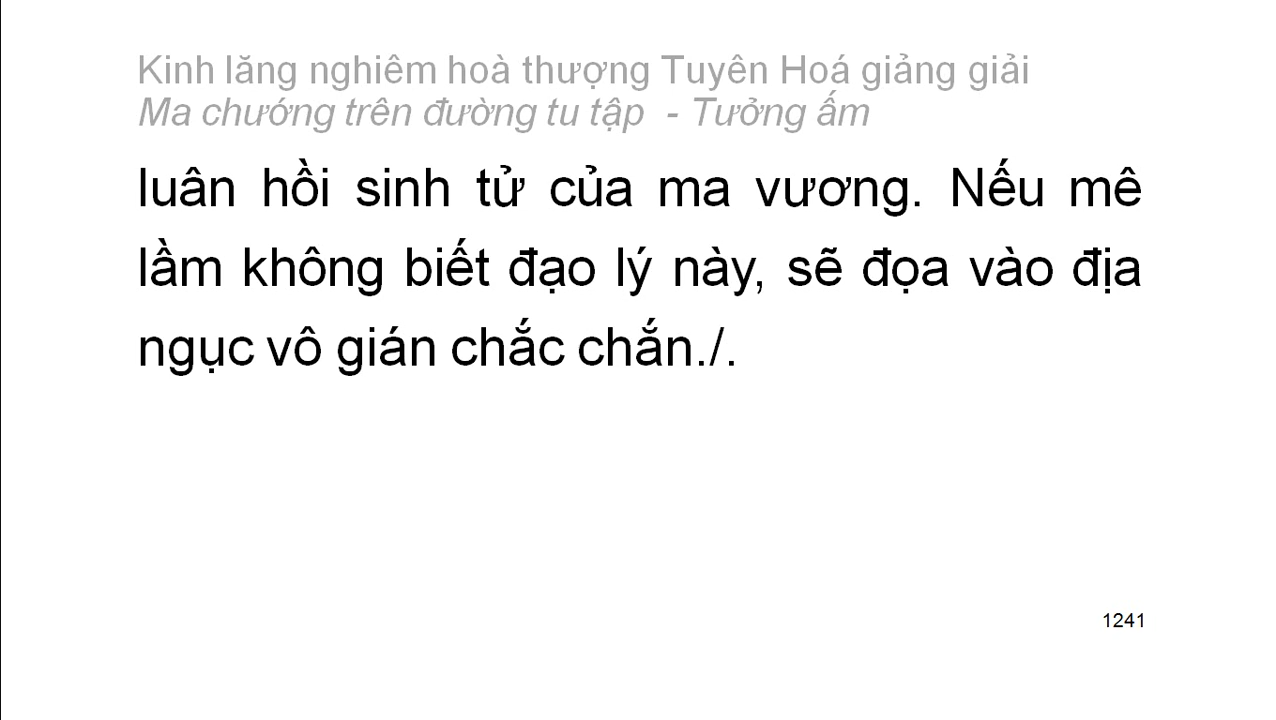 Kinh lăng nghiêm hoà thượng Tuyên Hoá giảng giải
Ma chướng trên đường tu tập - Tưởng ấm
luân hồi sinh tử của ma vương. Nếu mê
lầm không biết đạo lý này, sẽ đọa vào địa
ngục vô gián chắc chắn./.
1241